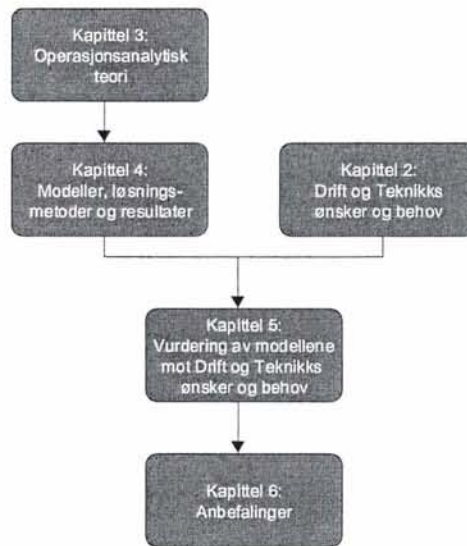 Kapittel 3:
Operasjonsanalytisk
teori
Kapittel 4:
Modeller, løsnings-
metoder og resultater
Kapittel 2:
Drift og Teknikks
ønsker og behov
Kapittel 5:
Vurdering av modellene
mot Drift og Teknikks
ønsker og behov
Kapittel 6:
Anbefalinger